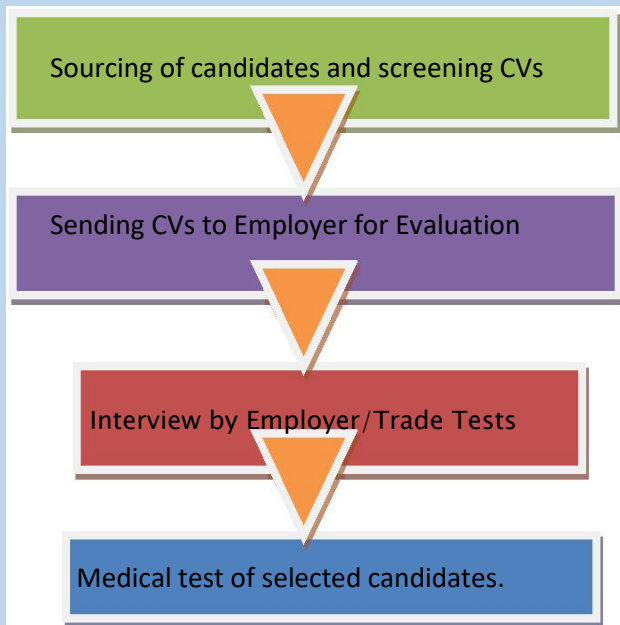 Sourcing of candidates and screening CVs
Sending CVs to Employer for Evaluation
Interview by Employer/Trade Tests
Medical test of selected candidates.